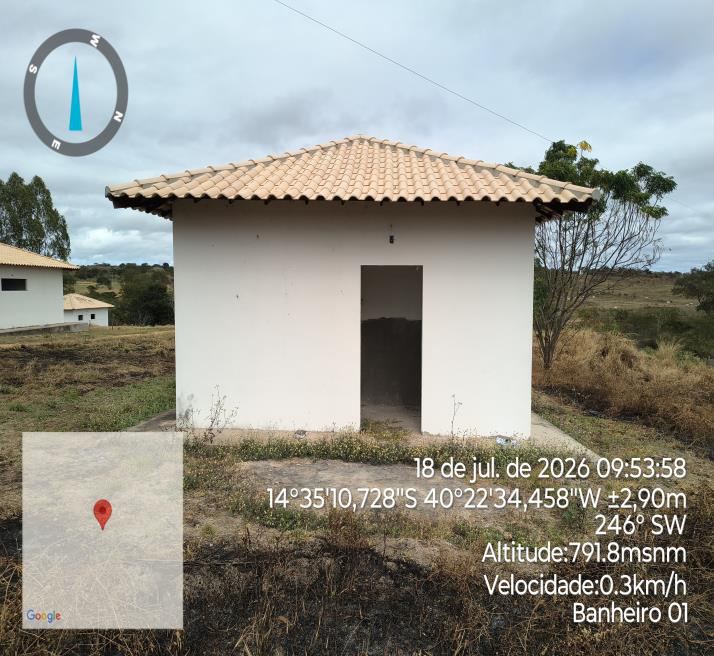 W
S
N
E
18 de jul. de 2026 09:53:58
14°35'10,728"S 40°22'34,458"W ±2,90m
246° SW
Altitude:791.8msnm
Velocidade:0.3km/h
Banheiro 01
Google